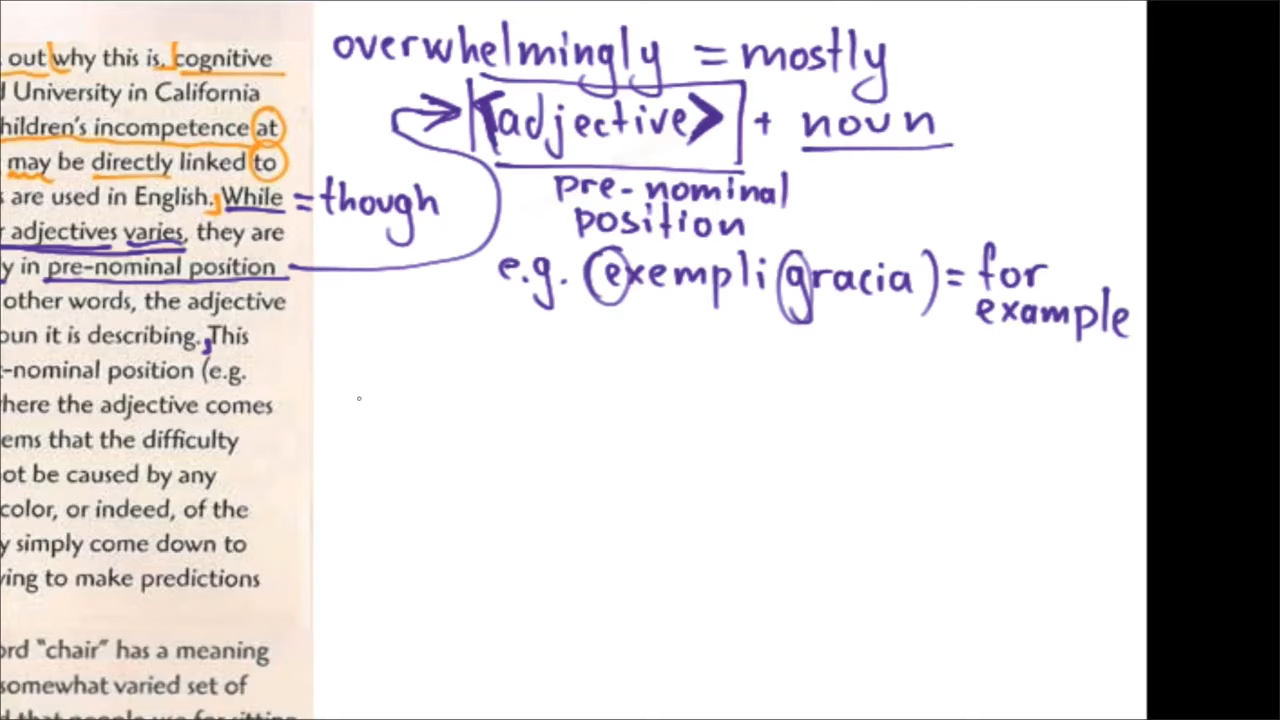 out why this is, cognitive
University in California
hildren's incompetence at
may be directly linked to
s are used in English. While
r adjectives varies, they are
y in pre-nominal position
other words, the adjective
oun it is describing. This
-nominal position (e.g.
here the adjective comes
ems that the difficulty
ot be caused by any
color, or indeed, of the
y simply come down to
ying to make predictions
ord "chair" has a meaning
somewhat varied set of
overwhelmingly = mostly
<adjective> + noun
pre-nominal
position
= though
e.g. (exempli gracia) = for
example